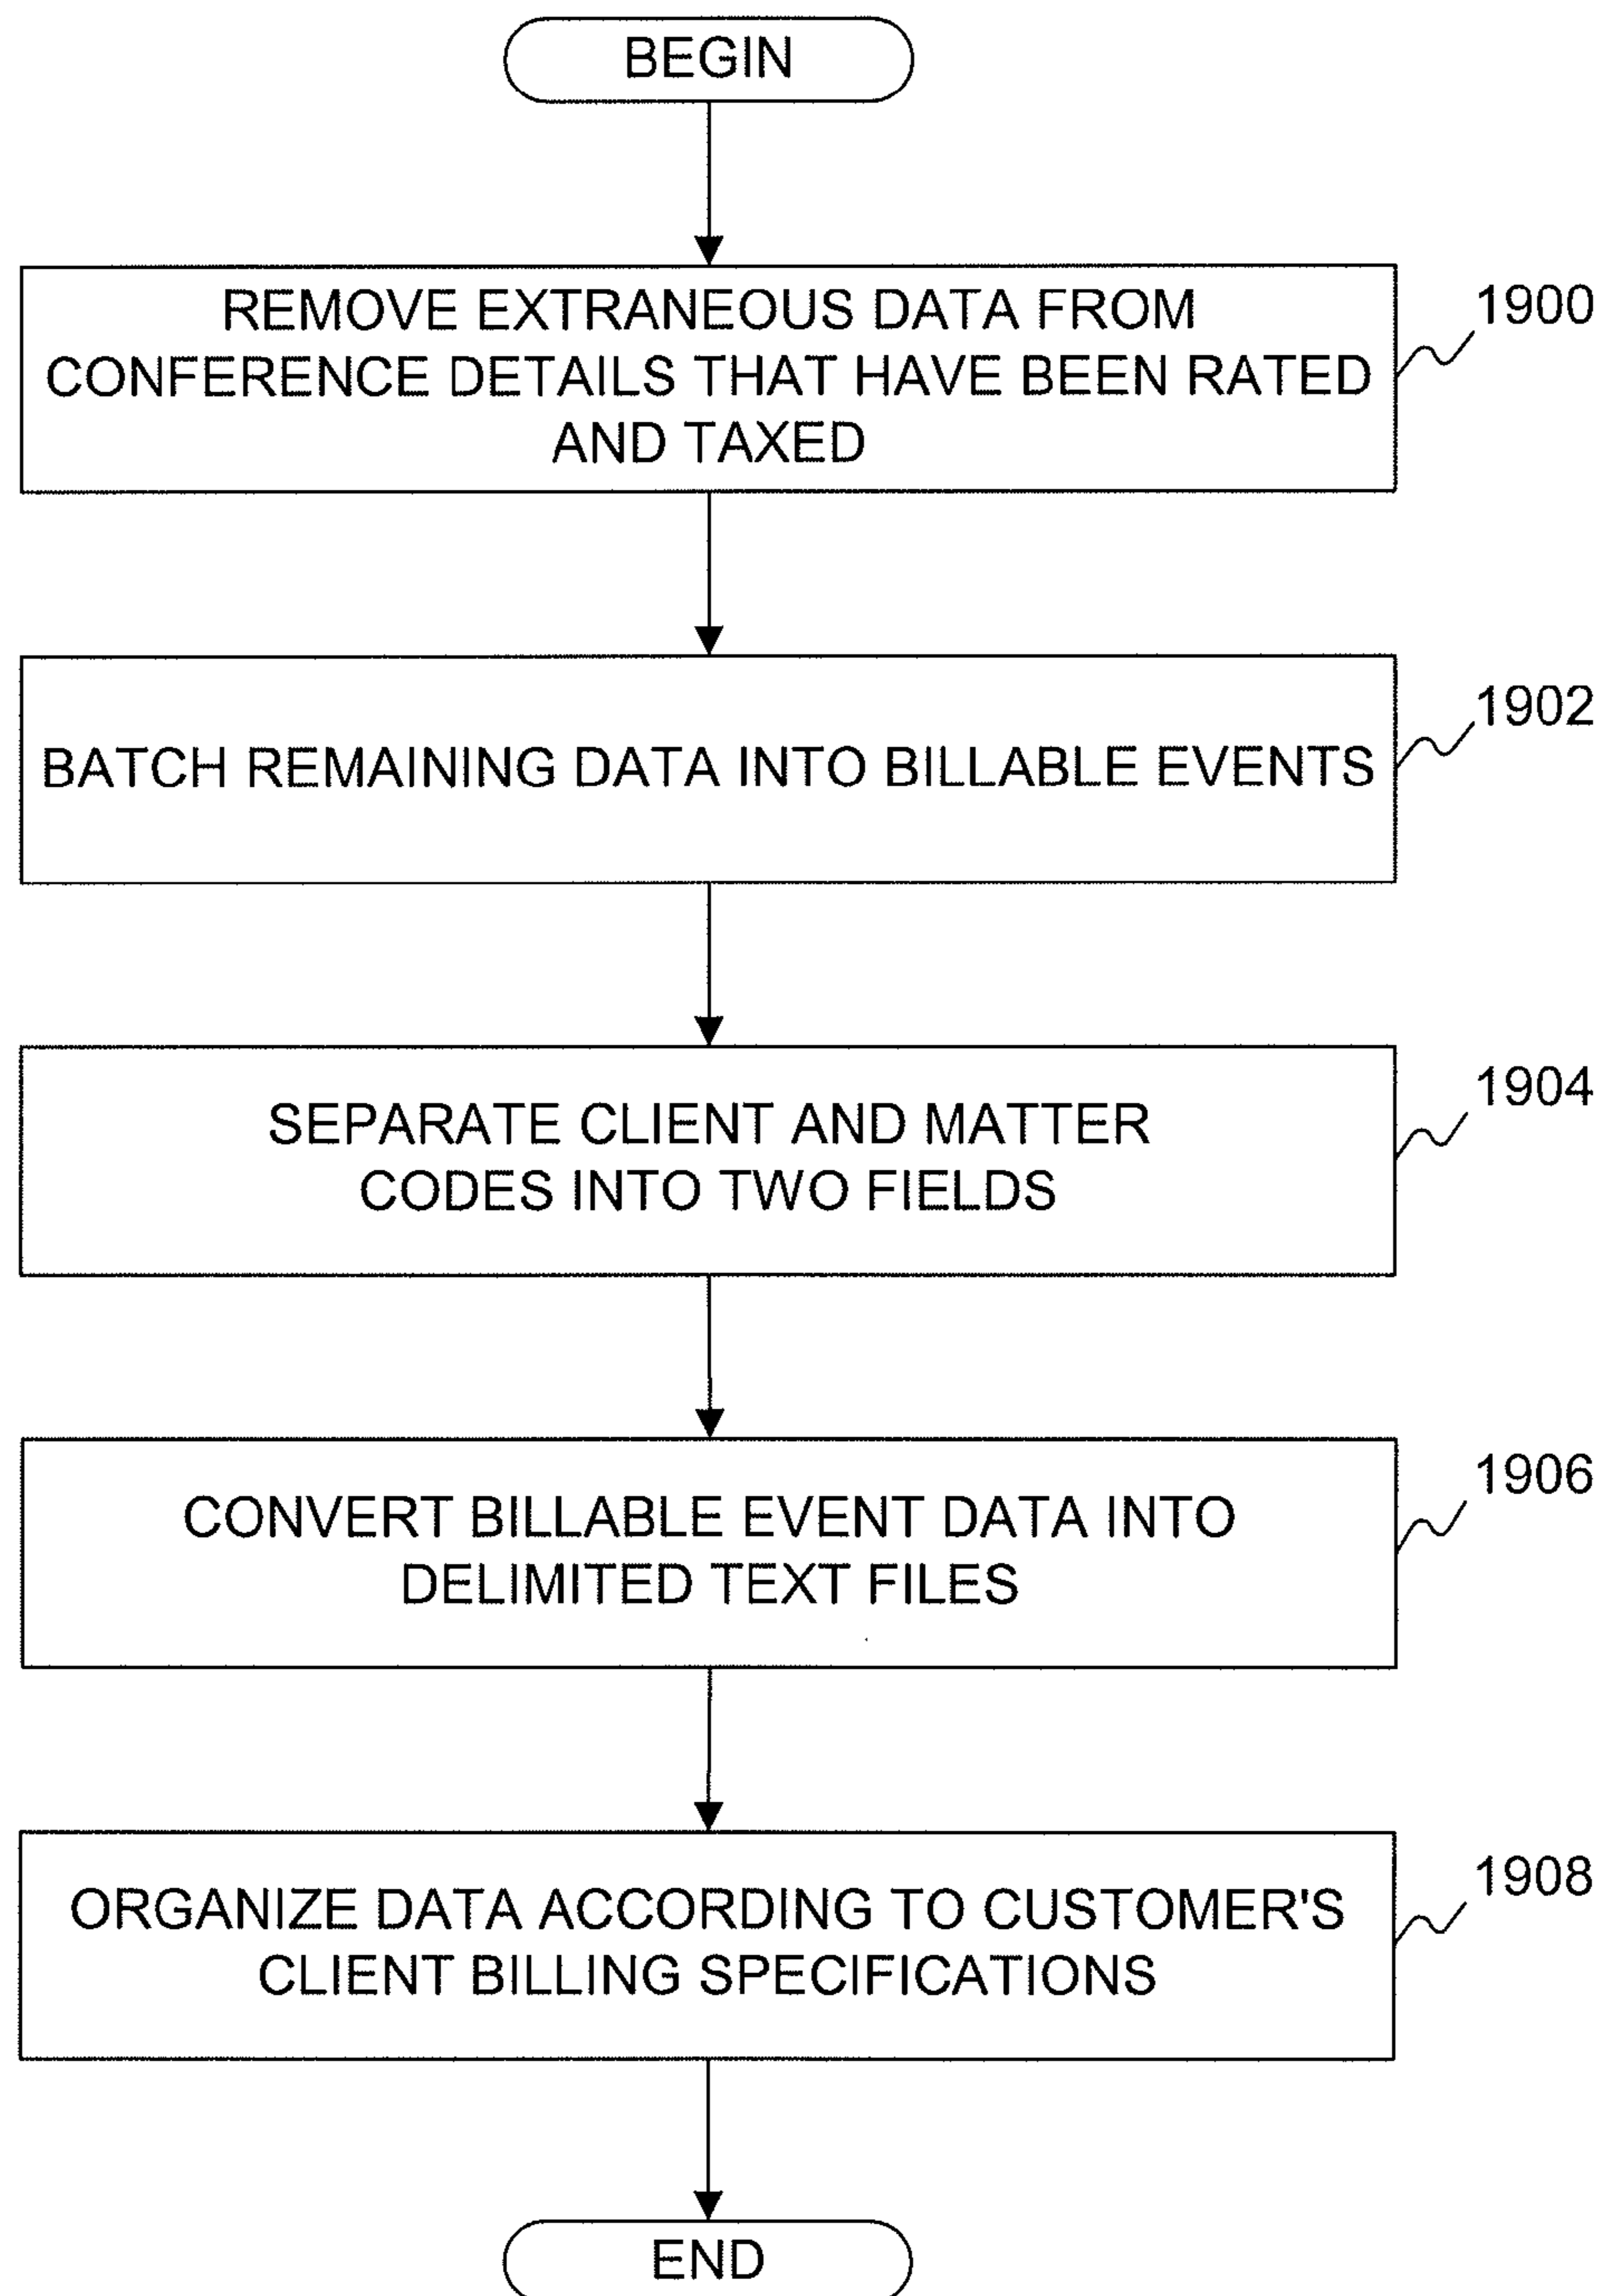 BEGIN
REMOVE EXTRANEOUS DATA FROM
CONFERENCE DETAILS THAT HAVE BEEN RATED
AND TAXED
1900
BATCH REMAINING DATA INTO BILLABLE EVENTS
1902
SEPARATE CLIENT AND MATTER
CODES INTO TWO FIELDS
1904
CONVERT BILLABLE EVENT DATA INTO
DELIMITED TEXT FILES
1906
ORGANIZE DATA ACCORDING TO CUSTOMER'S
CLIENT BILLING SPECIFICATIONS
1908
END